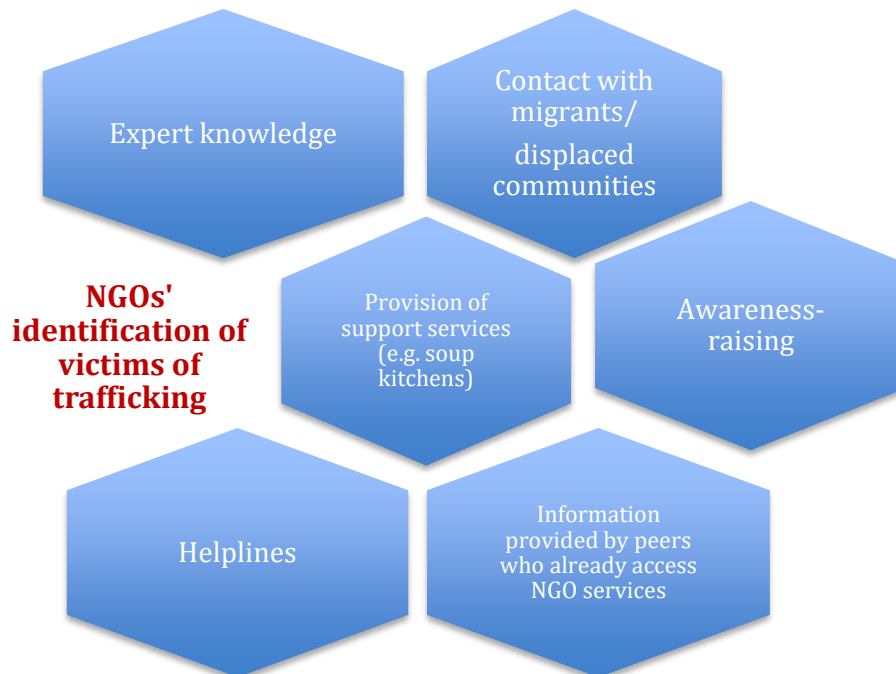 Expert knowledge
Contact with
migrants/
displaced
communities
NGOs'
identification of
victims of
trafficking
Provision of
support services
(e.g. soup
kitchens)
Awareness-
raising
Helplines
Information
provided by peers
who already access
NGO services